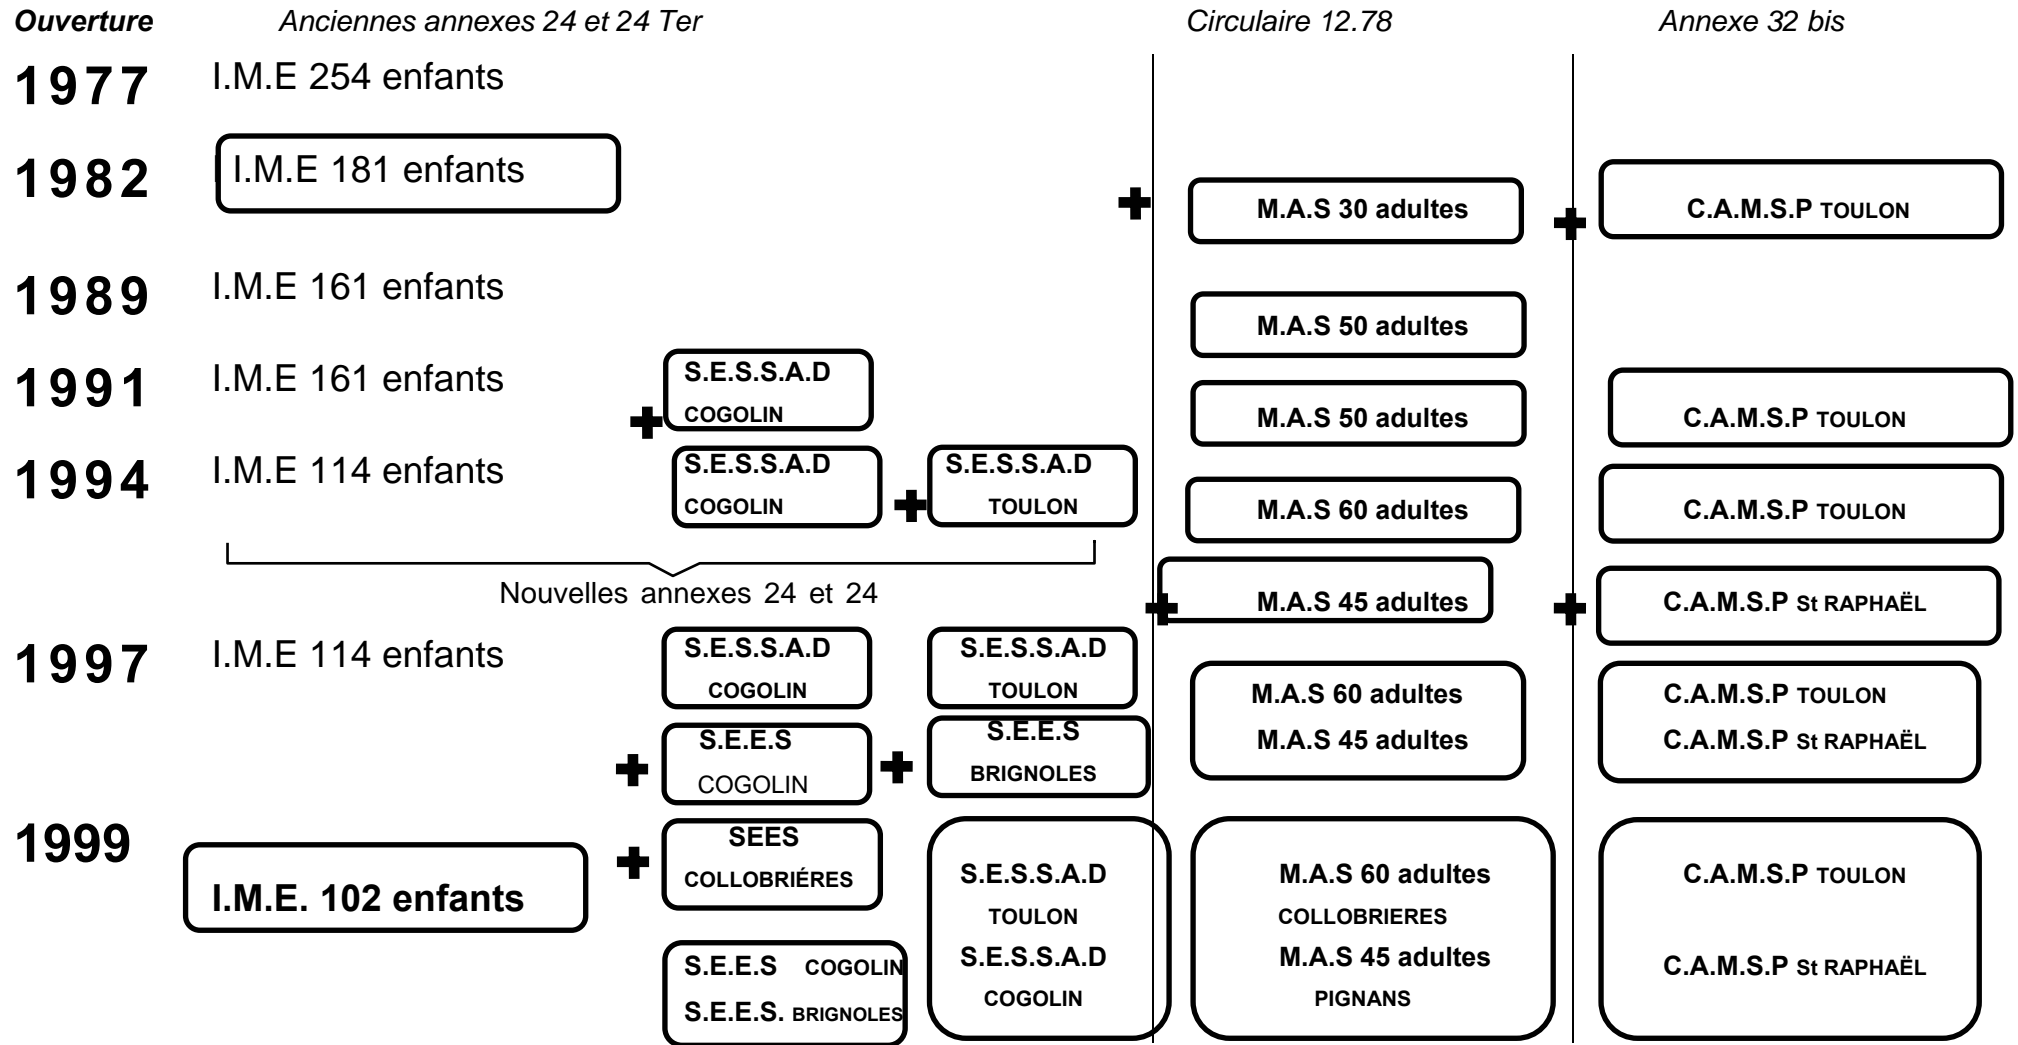 Ouverture Anciennes annexes 24 et 24 Ter Circulaire 12.78 Annexe 32 bis
1977 I.M.E 254 enfants
1982 I.M.E 181 enfants M.A.S 30 adultes C.A.M.S.P TOULON
1989 I.M.E 161 enfants M.A.S 50 adultes
1991 I.M.E 161 enfants S.E.S.S.A.D M.A.S 50 adultes C.A.M.S.P TOULON
COGOLIN
1994 I.M.E 114 enfants S.E.S.S.A.D S.E.S.S.A.D M.A.S 60 adultes C.A.M.S.P TOULON
COGOLIN TOULON
Nouvelles annexes 24 et 24 M.A.S 45 adultes C.A.M.S.P St RAPHAËL
1997 I.M.E 114 enfants S.E.S.S.A.D S.E.S.S.A.D M.A.S 60 adultes C.A.M.S.P TOULON
COGOLIN TOULON
S.E.E.S S.E.E.S M.A.S 45 adultes C.A.M.S.P St RAPHAËL
COGOLIN BRIGNOLES
1999 SEES
I.M.E. 102 enfants COLLOBRIÉRES S.E.S.S.A.D M.A.S 60 adultes C.A.M.S.P TOULON
TOULON COLLOBRIERES
S.E.E.S COGOLIN S.E.S.S.A.D M.A.S 45 adultes C.A.M.S.P St RAPHAËL
S.E.E.S. BRIGNOLES COGOLIN PIGNANS